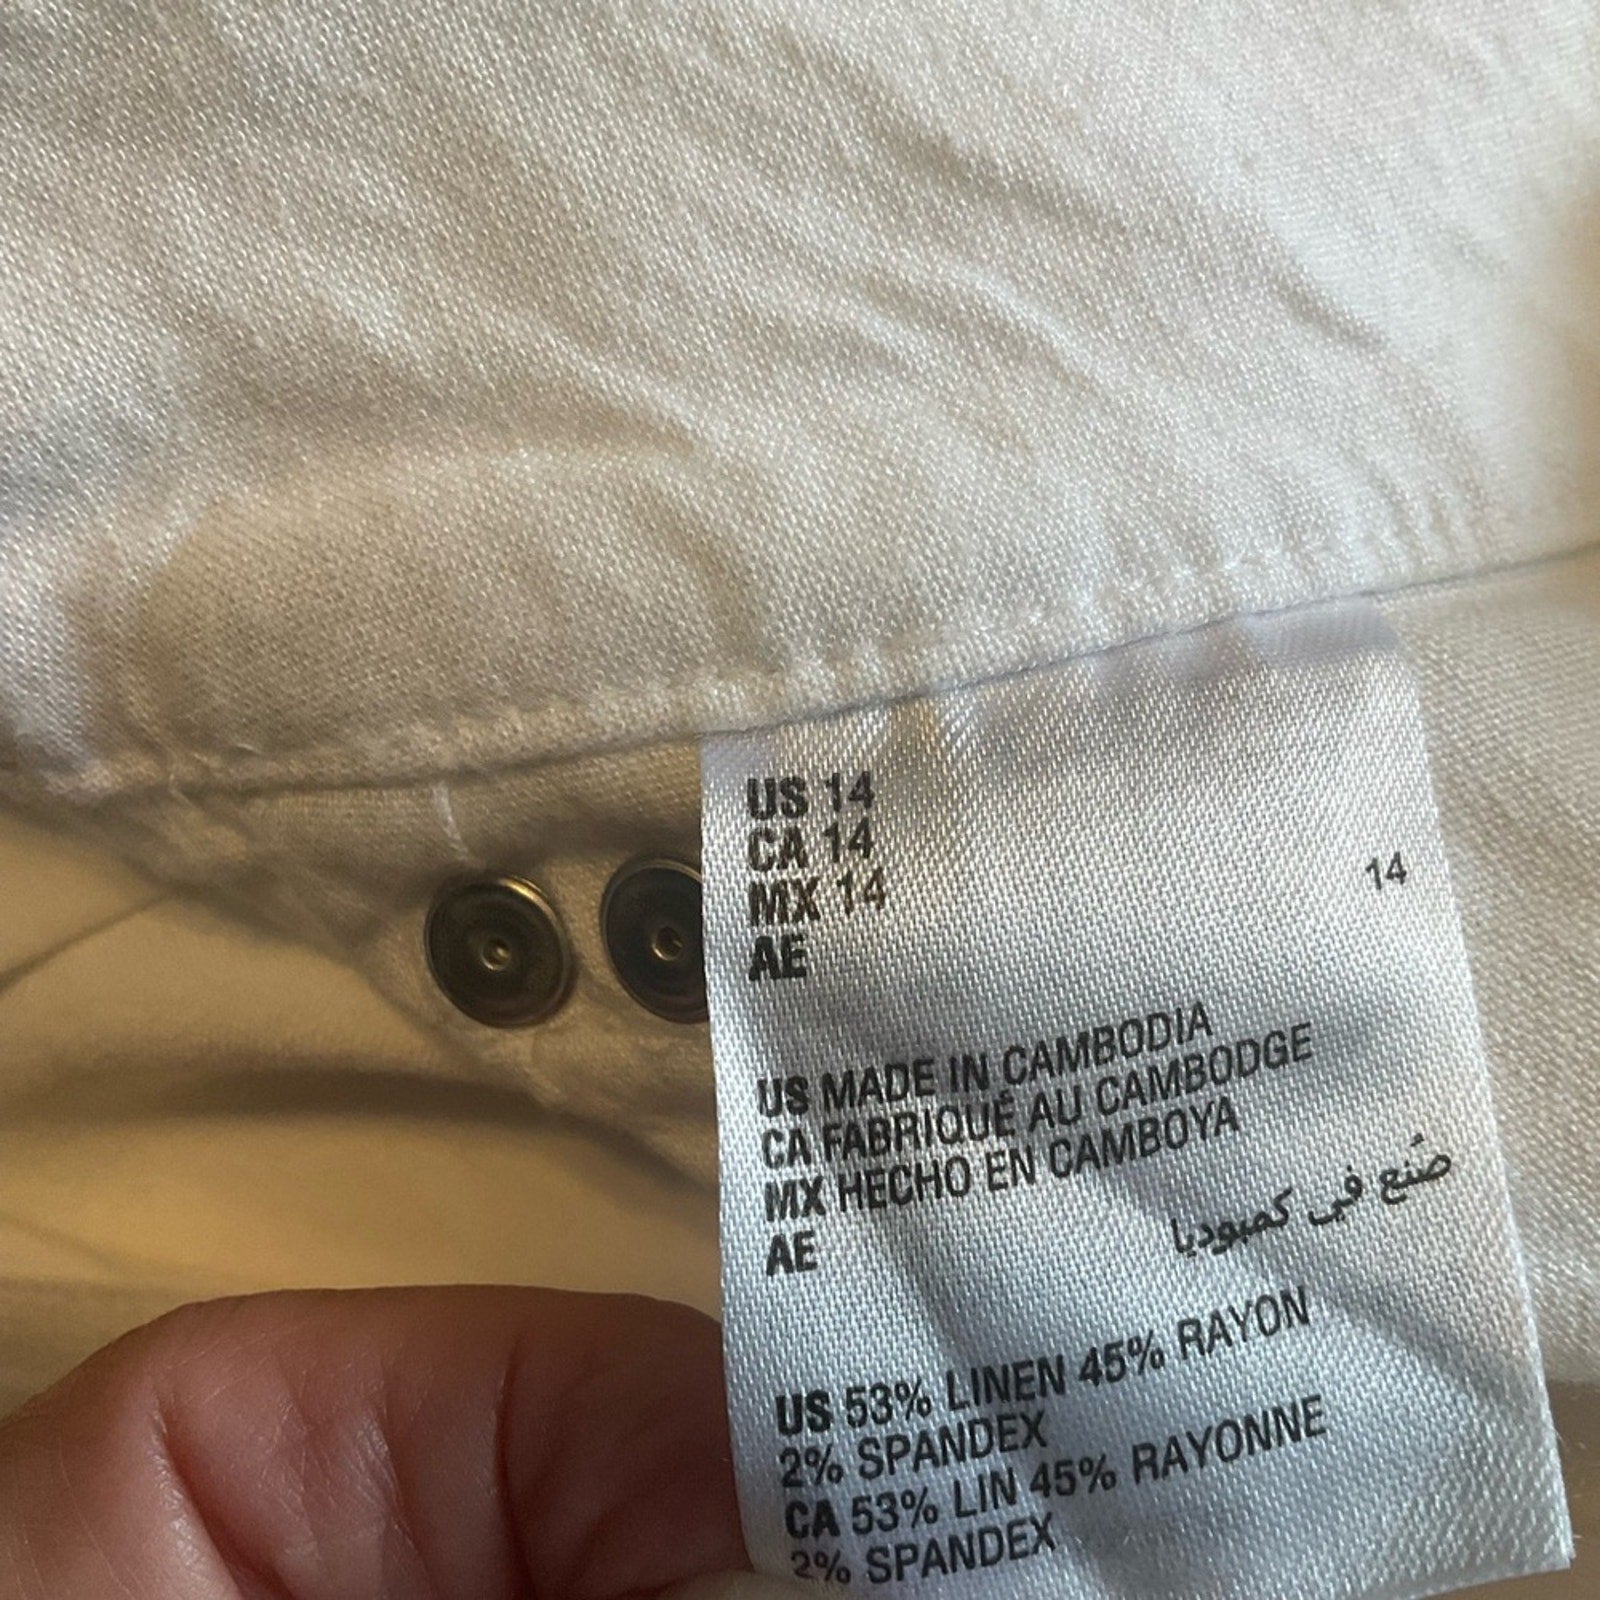 US 14
CA 14
MX 14
AE 14
US MADE IN CAMBODIA
CA FABRIQUÉ AU CAMBODGE
MX HECHO EN CAMBOYA
AE صُنع في كمبوديا
US 53% LINEN 45% RAYON
2% SPANDEX
CA 53% LIN 45% RAYONNE
2% SPANDEX